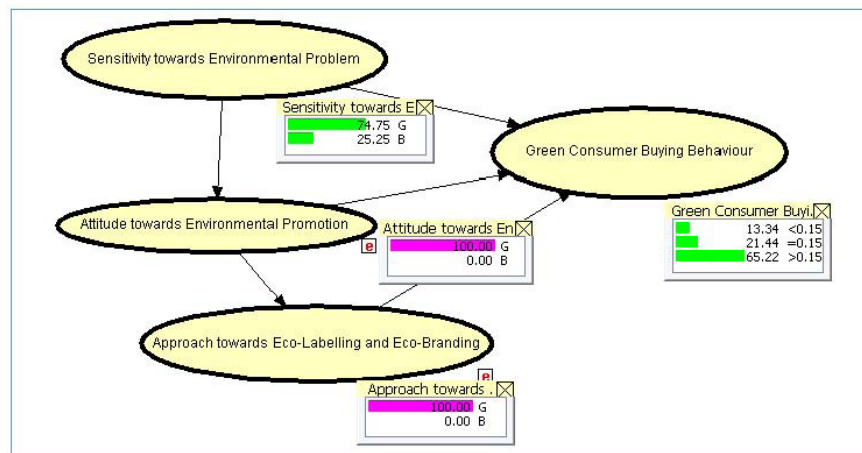 Sensitivity towards Environmental Problem
Sensitivity towards E
74.75 G
25.25 B
Green Consumer Buying Behaviour
Attitude towards Environmental Promotion
e
Attitude towards En
100.00 G
0.00 B
Green Consumer Buyi..
13.34 <0.15
21.44 =0.15
65.22 >0.15
Approach towards Eco-Labelling and Eco-Branding
e
Approach towards .
100.00 G
0.00 B